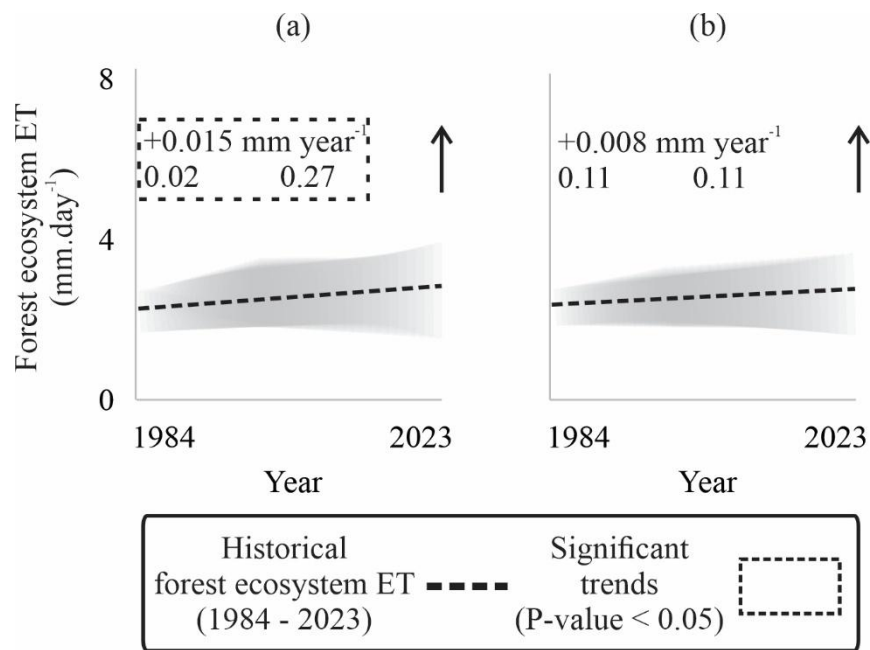 (a)
(b)
Forest ecosystem ET
(mm.day⁻¹)
8
4
0
+0.015 mm year⁻¹
0.02 0.27
+0.008 mm year⁻¹
0.11 0.11
1984 2023
1984 2023
Year
Year
Historical
forest ecosystem ET
(1984 - 2023)
Significant
trends
(P-value < 0.05)